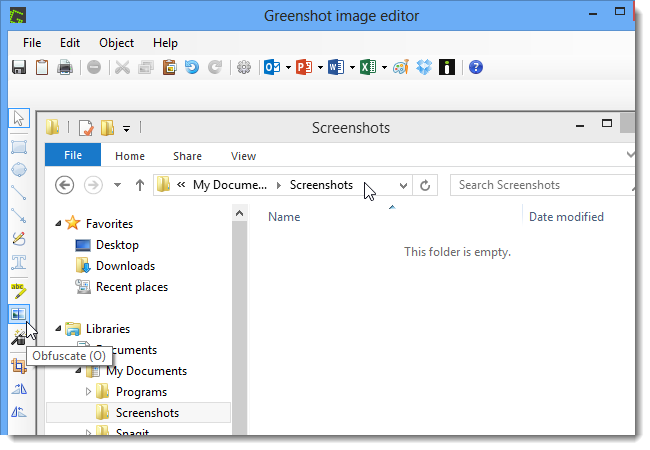 Greenshot image editor
File Edit Object Help
Screenshots
File Home Share View
« My Docume... Screenshots Search Screenshots
Name Date modified
This folder is empty.
Favorites
Desktop
Downloads
Recent places
Libraries
Documents
My Documents
Programs
Screenshots
Snagit
Obfuscate (O)